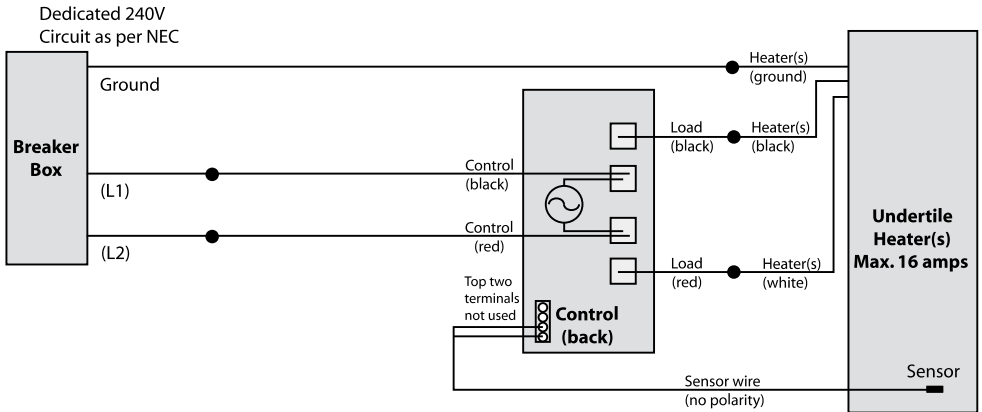 Dedicated 240V
Circuit as per NEC
Ground
Breaker
Box
(L1)
(L2)
Control
(black)
Control
(red)
Top two
terminals
not used
Control
(back)
Load
(black)
Load
(red)
Heater(s)
(ground)
Heater(s)
(black)
Heater(s)
(white)
Undertile
Heater(s)
Max. 16 amps
Sensor
Sensor wire
(no polarity)